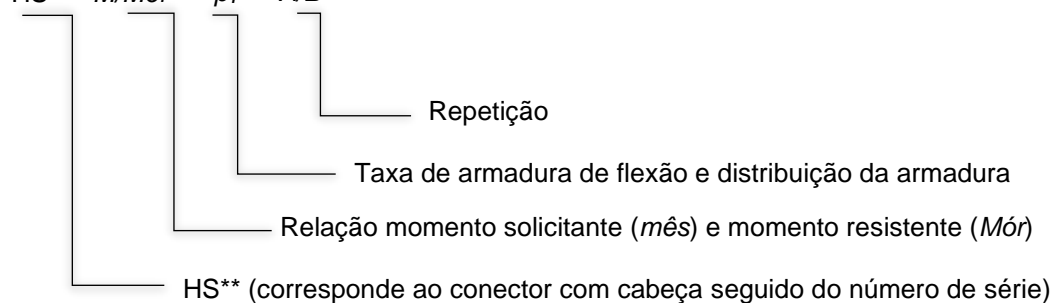 Repetição
Taxa de armadura de flexão e distribuição da armadura
Relação momento solicitante (mês) e momento resistente (Mór)
HS** (corresponde ao conector com cabeça seguido do número de série)